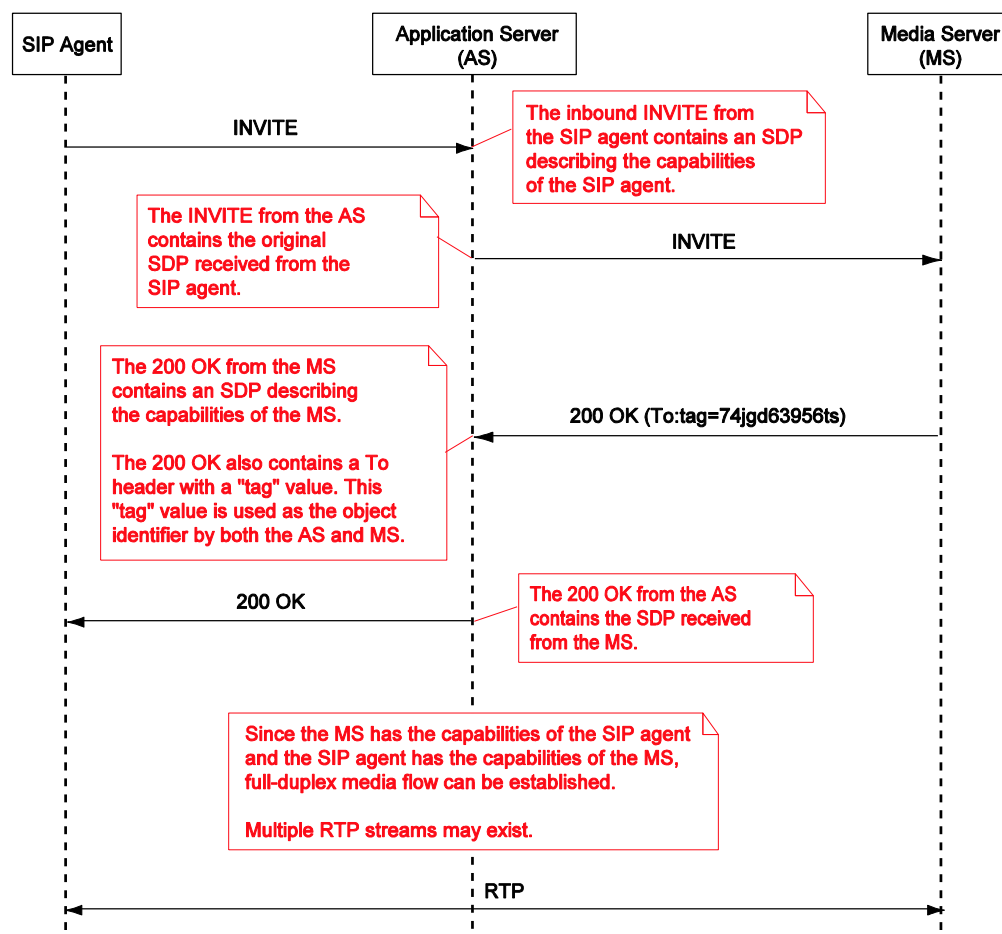 SIP Agent
Application Server
(AS)
Media Server
(MS)
INVITE
The inbound INVITE from
the SIP agent contains an SDP
describing the capabilities
of the SIP agent.
The INVITE from the AS
contains the original
SDP received from the
SIP agent.
INVITE
The 200 OK from the MS
contains an SDP describing
the capabilities of the MS.
The 200 OK also contains a To
header with a "tag" value. This
"tag" value is used as the object
identifier by both the AS and MS.
200 OK (To:tag=74jgd63956ts)
200 OK
The 200 OK from the AS
contains the SDP received
from the MS.
Since the MS has the capabilities of the SIP agent
and the SIP agent has the capabilities of the MS,
full-duplex media flow can be established.
Multiple RTP streams may exist.
RTP